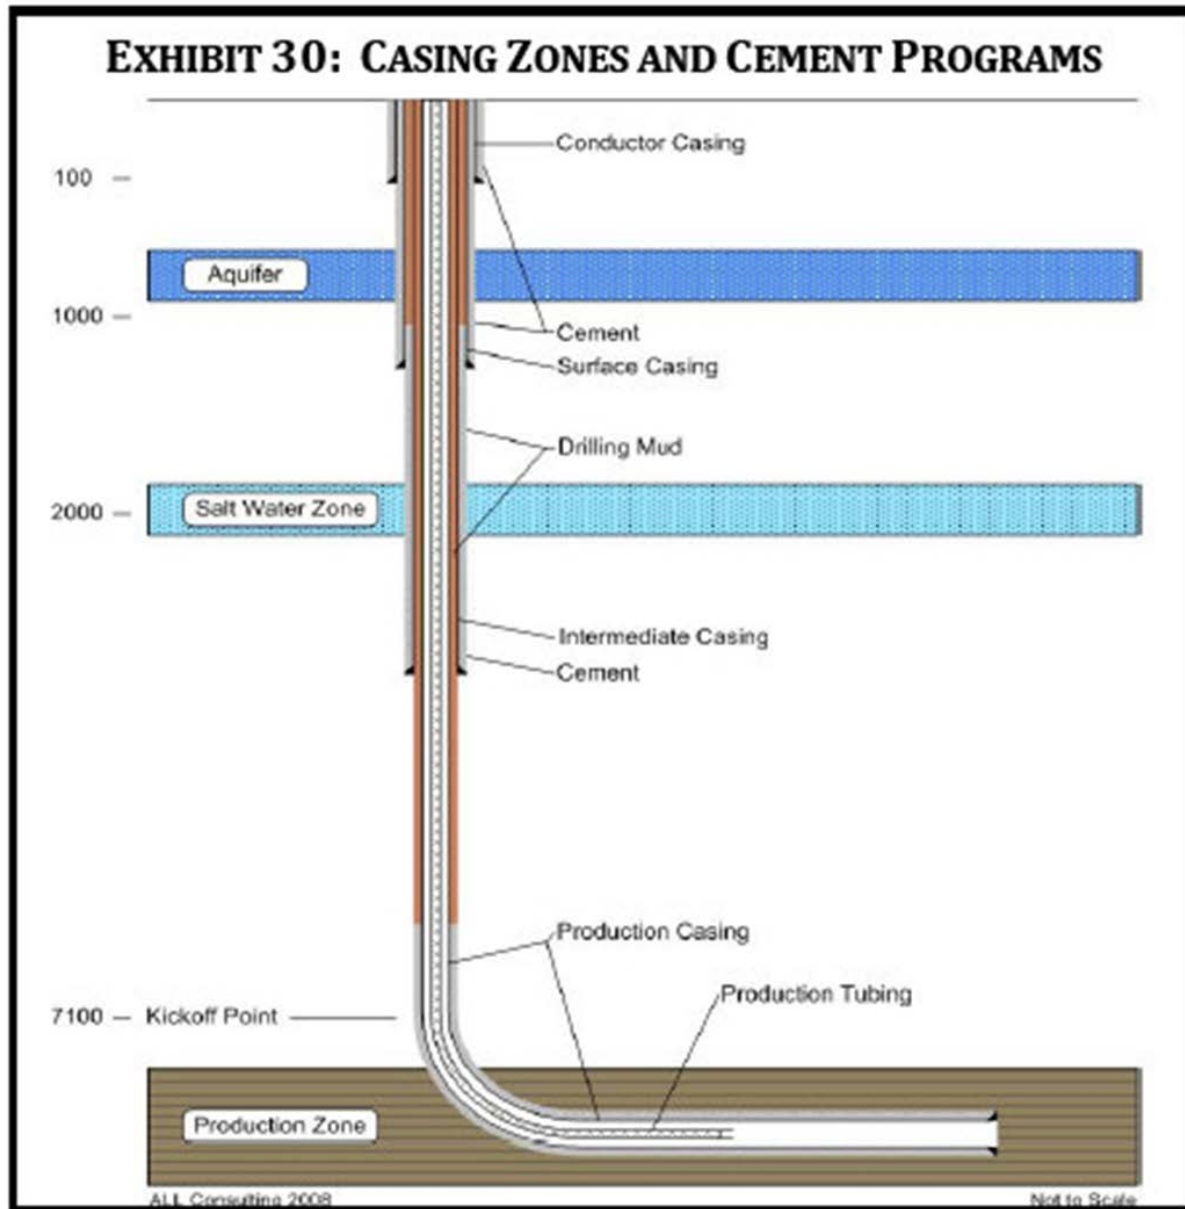 EXHIBIT 30: CASING ZONES AND CEMENT PROGRAMS
Conductor Casing
100
Aquifer
1000
Cement
Surface Casing
Drilling Mud
Salt Water Zone
2000
Intermediate Casing
Cement
Production Casing
Production Tubing
7100 — Kickoff Point
Production Zone
ALL Consulting 2008
Not to Scale